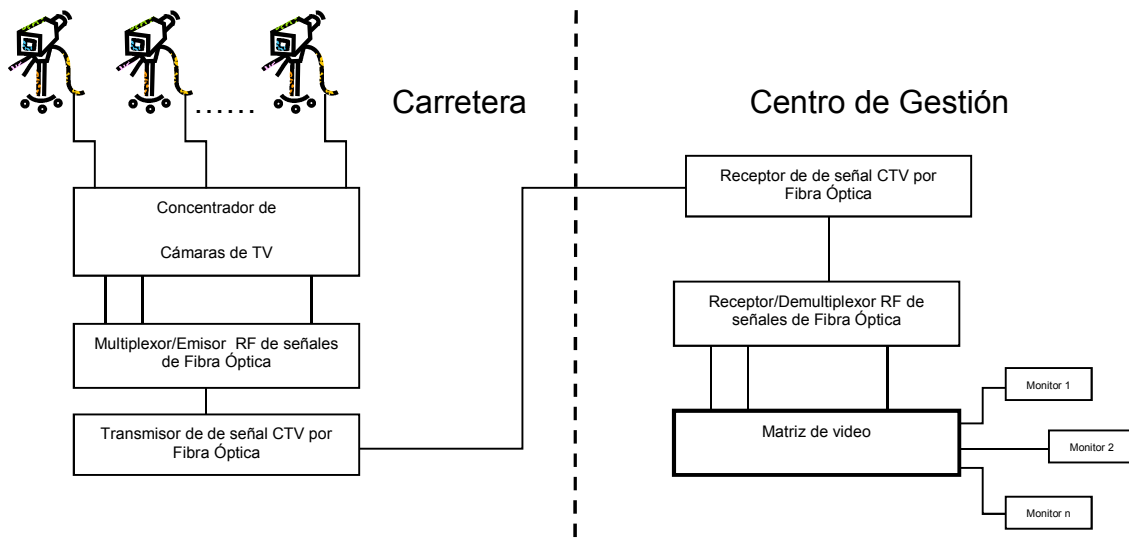 ......
Carretera
Centro de Gestión
Concentrador de
Cámaras de TV
Multiplexor/Emisor RF de señales
de Fibra Óptica
Transmisor de de señal CTV por
Fibra Óptica
Receptor de de señal CTV por
Fibra Óptica
Receptor/Demultiplexor RF de
señales de Fibra Óptica
Matriz de video
Monitor 1
Monitor 2
Monitor n